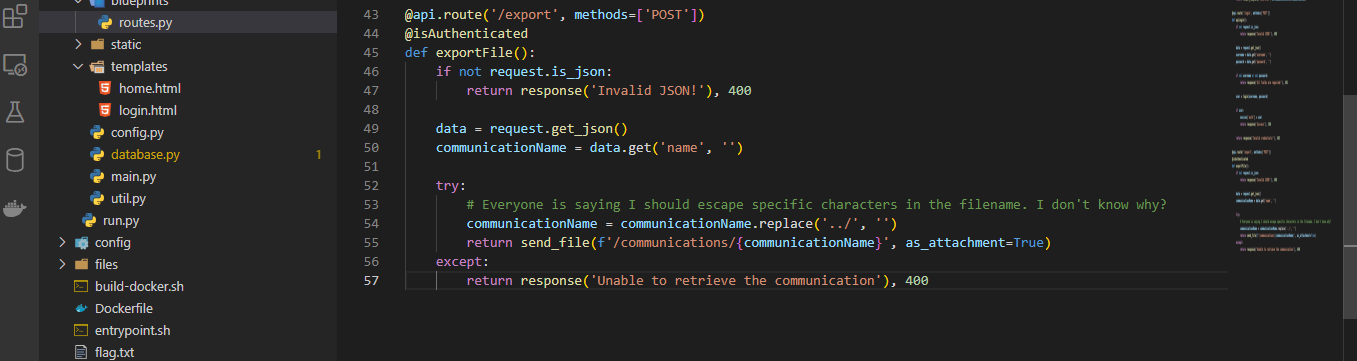 blueprints
routes.py
static
templates
home.html
login.html
config.py
database.py 1
main.py
util.py
run.py
config
files
build-docker.sh
Dockerfile
entrypoint.sh
flag.txt
43 @api.route('/export', methods=['POST'])
44 @isAuthenticated
45 def exportFile():
46 if not request.is_json:
47 return response('Invalid JSON!'), 400
48
49 data = request.get_json()
50 communicationName = data.get('name', '')
51
52 try:
53 # Everyone is saying I should escape specific characters in the filename. I don't know why?
54 communicationName = communicationName.replace('../', '')
55 return send_file(f'/communications/{communicationName}', as_attachment=True)
56 except:
57 return response('Unable to retrieve the communication'), 400